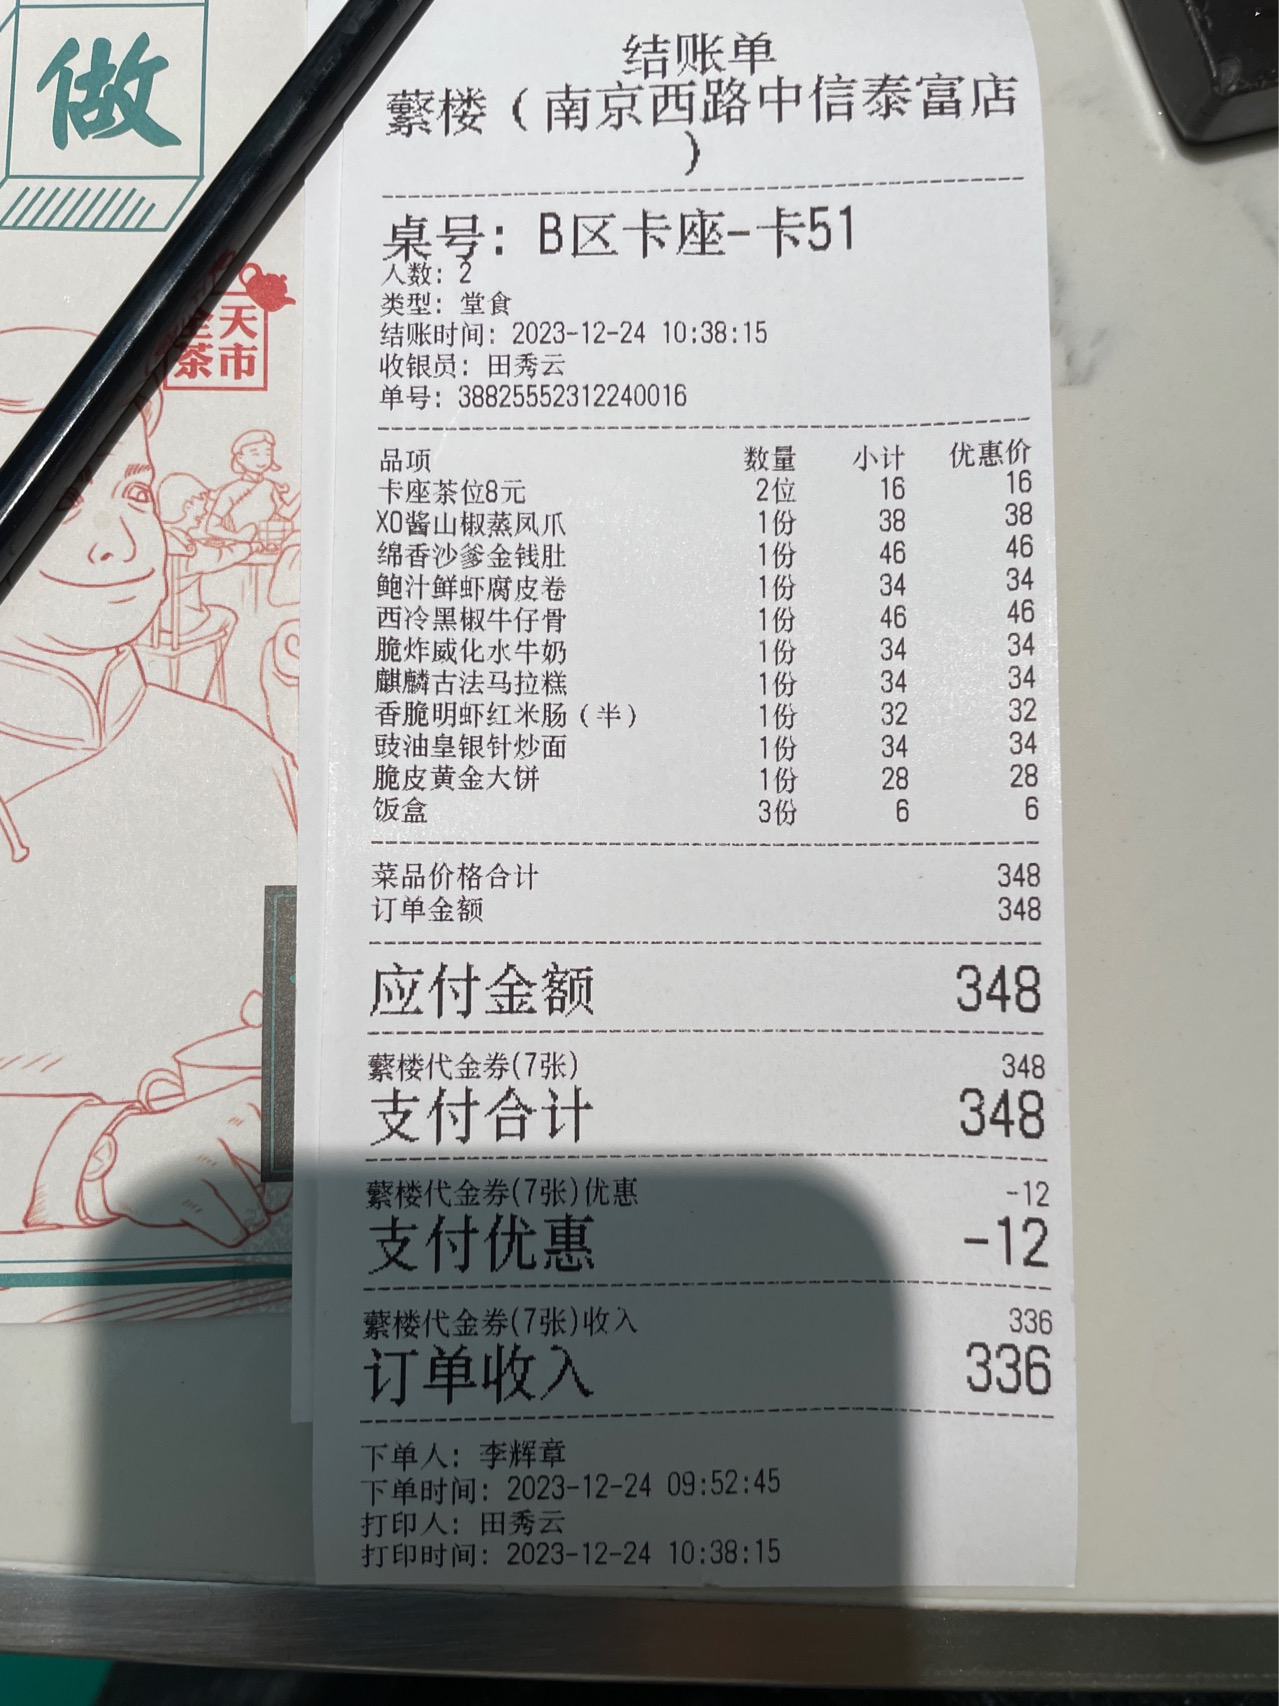 做
全天
茶市
结账单
蘩楼（南京西路中信泰富店
）
桌号：B区卡座-卡51
人数：2
类型：堂食
结账时间：2023-12-24 10:38:15
收银员：田秀云
单号：38825552312240016
品项 数量 小计 优惠价
卡座茶位8元 2位 16 16
XO酱山椒蒸凤爪 1份 38 38
绵香沙爹金钱肚 1份 46 46
鲍汁鲜虾腐皮卷 1份 34 34
西冷黑椒牛仔骨 1份 46 46
脆炸威化水牛奶 1份 34 34
麒麟古法马拉糕 1份 34 34
香脆明虾红米肠（半） 1份 32 32
豉油皇银针炒面 1份 34 34
脆皮黄金大饼 1份 28 28
饭盒 3份 6 6
菜品价格合计 348
订单金额 348
应付金额 348
蘩楼代金券(7张) 348
支付合计 348
蘩楼代金券(7张)优惠 -12
支付优惠 -12
蘩楼代金券(7张)收入 336
订单收入 336
下单人：李辉章
下单时间：2023-12-24 09:52:45
打印人：田秀云
打印时间：2023-12-24 10:38:15